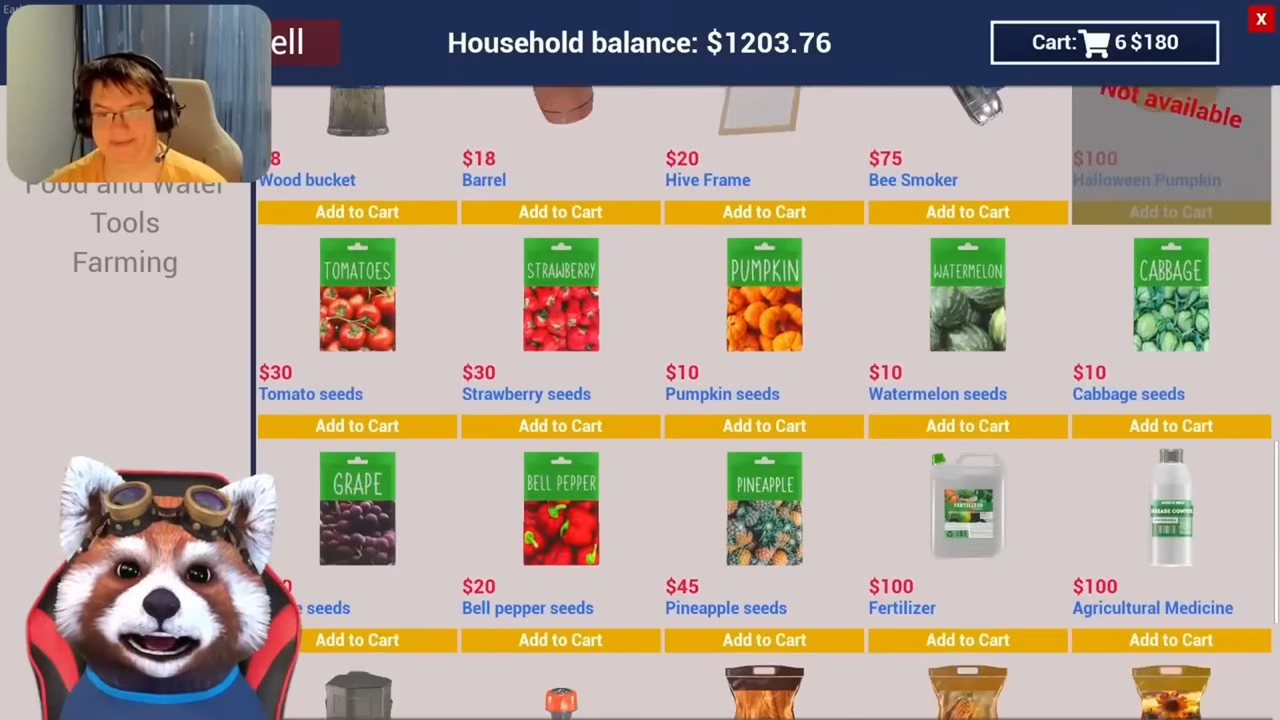 ell
Household balance: $1203.76
Cart: 6 $180
X
Food and Water
Tools
Farming
8
Wood bucket
Add to Cart
$18
Barrel
Add to Cart
$20
Hive Frame
Add to Cart
$75
Bee Smoker
Add to Cart
Not available
$100
Halloween Pumpkin
Add to Cart
TOMATOES
$30
Tomato seeds
Add to Cart
STRAWBERRY
$30
Strawberry seeds
Add to Cart
PUMPKIN
$10
Pumpkin seeds
Add to Cart
WATERMELON
$10
Watermelon seeds
Add to Cart
CABBAGE
$10
Cabbage seeds
Add to Cart
GRAPE
0
seeds
Add to Cart
BELL PEPPER
$20
Bell pepper seeds
Add to Cart
PINEAPPLE
$45
Pineapple seeds
Add to Cart
FERTILIZER
$100
Fertilizer
Add to Cart
$100
Agricultural Medicine
Add to Cart